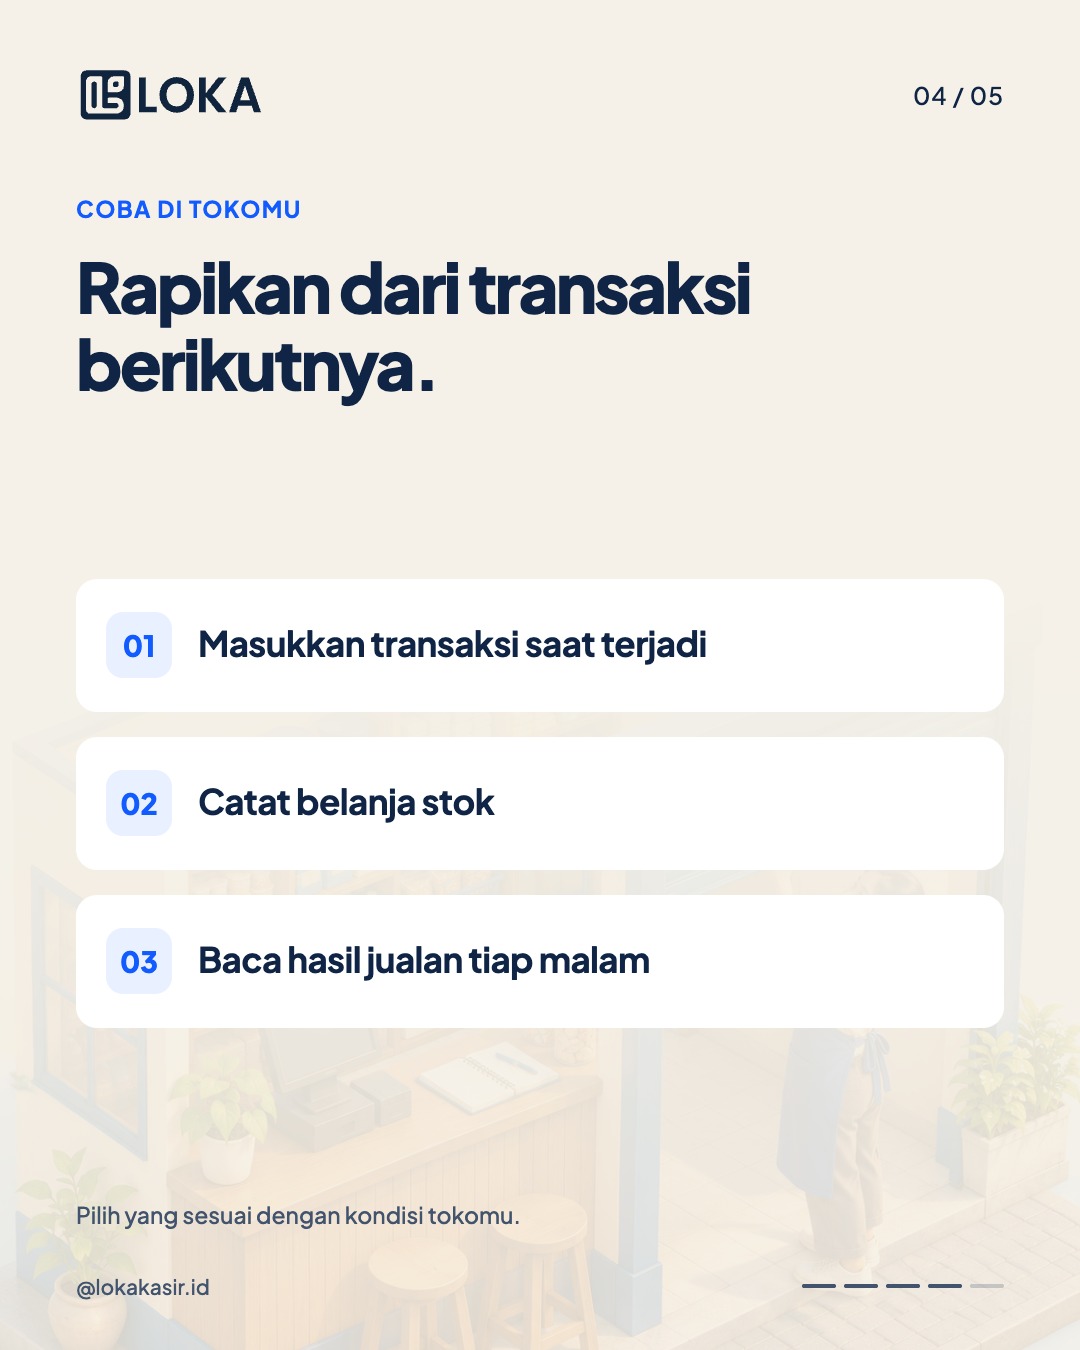 LOKA
04 / 05
COBA DI TOKOMU
Rapikan dari transaksi
berikutnya.
01 Masukkan transaksi saat terjadi
02 Catat belanja stok
03 Baca hasil jualan tiap malam
Pilih yang sesuai dengan kondisi tokomu.
@lokakasir.id